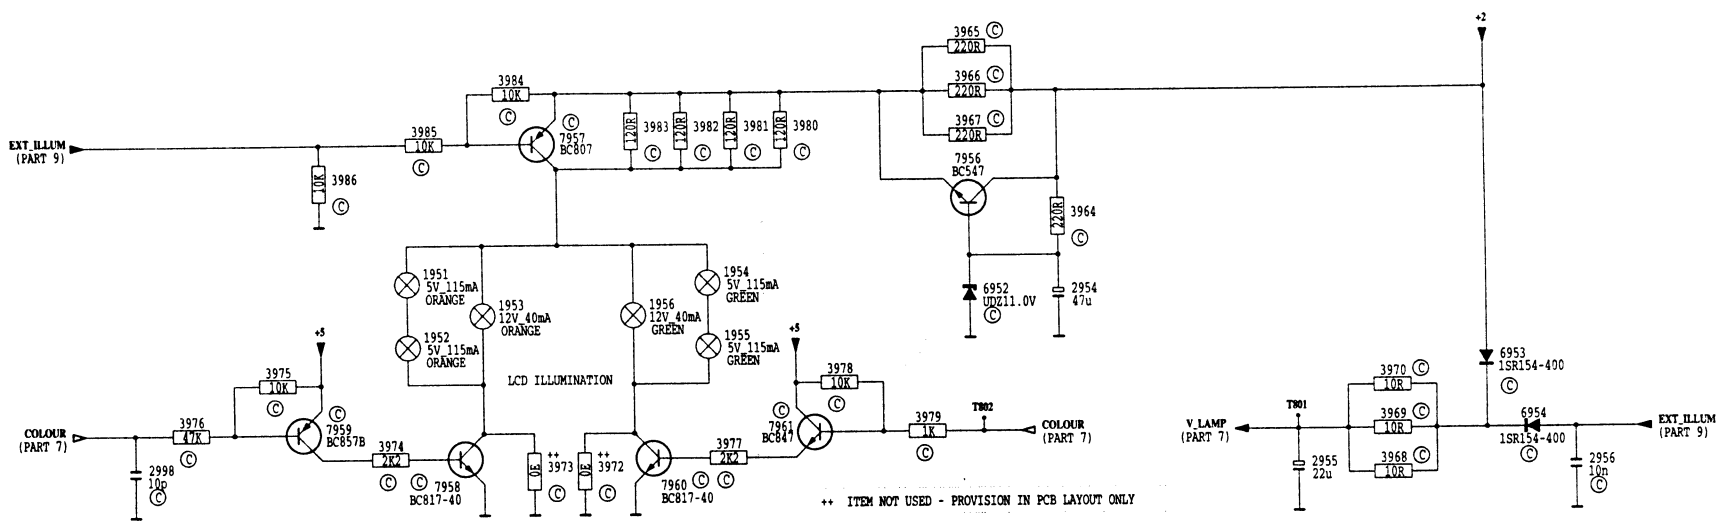 +2
3965 C
220R
3966 C
220R
3967 C
220R
3984
10K
C
EXT_ILLUM
(PART 9)
3985
10K
C
C
7957
BC807
120R 3983 C
120R 3982 C
120R 3981 C
120R 3980 C
10K 3986
C
7956
BC547
220R 3964
C
6952
UDZ11.0V
C
2954
47u
1951
5V_115mA
ORANGE
1952
5V_115mA
ORANGE
1953
12V_40mA
ORANGE
1956
12V_40mA
GREEN
1954
5V_115mA
GREEN
1955
5V_115mA
GREEN
LCD ILLUMINATION
+5
3975
10K
C
COLOUR
(PART 7)
3976
47K
C
C
7959
BC857B
2998
10p
C
3974
2K2
C C
7958
BC817-40
++
0E 3973
C
++
0E 3972
C
7960
BC817-40
3977
2K2
C C
+5
3978
10K
C
C
7961
BC847
3979
1K
C
T802
COLOUR
(PART 7)
++ ITEM NOT USED - PROVISION IN PCB LAYOUT ONLY
V_LAMP
(PART 7)
T801
2955
22u
3970 C
10R
3969 C
10R
3968 C
10R
6953
1SR154-400
C
6954
1SR154-400
C
2956
10n
C
EXT_ILLUM
(PART 9)